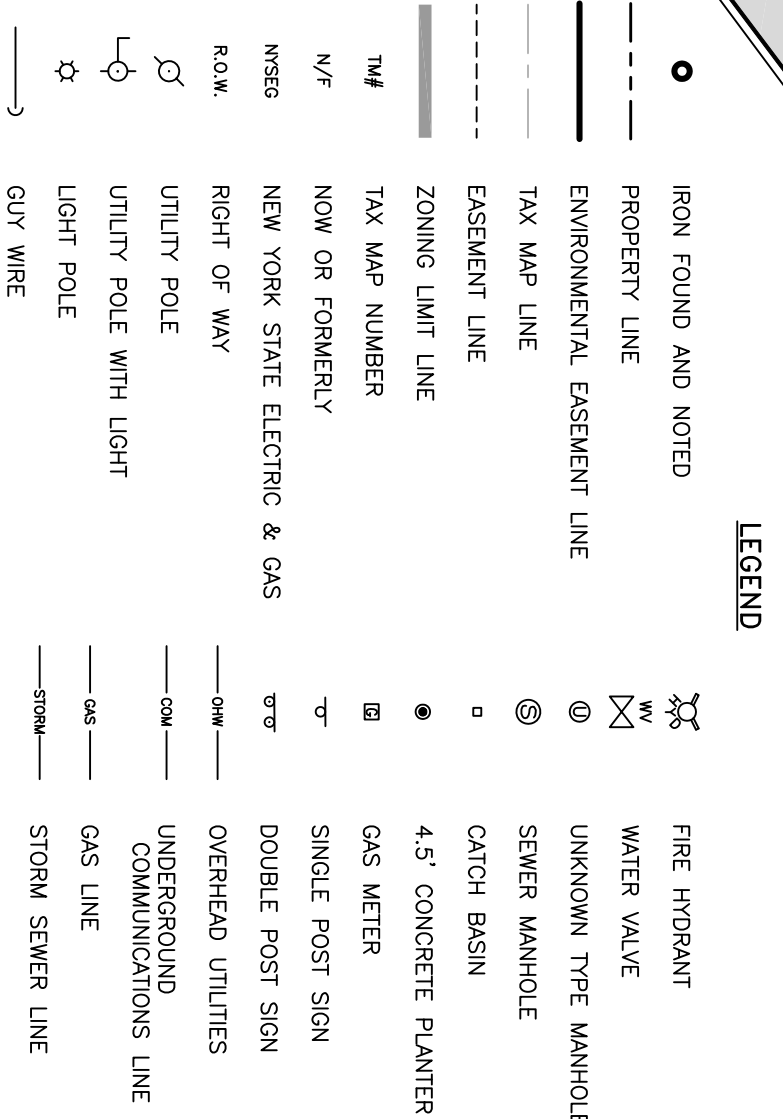 LEGEND
IRON FOUND AND NOTED
PROPERTY LINE
ENVIRONMENTAL EASEMENT LINE
TAX MAP LINE
EASEMENT LINE
ZONING LIMIT LINE
TM# TAX MAP NUMBER
N/F NOW OR FORMERLY
NYSEG NEW YORK STATE ELECTRIC & GAS
R.O.W. RIGHT OF WAY
UTILITY POLE
UTILITY POLE WITH LIGHT
LIGHT POLE
GUY WIRE
FIRE HYDRANT
WV WATER VALVE
U UNKNOWN TYPE MANHOLE
S SEWER MANHOLE
CATCH BASIN
4.5' CONCRETE PLANTER
G GAS METER
SINGLE POST SIGN
DOUBLE POST SIGN
OHW OVERHEAD UTILITIES
COM UNDERGROUND
COMMUNICATIONS LINE
GAS GAS LINE
STORM STORM SEWER LINE